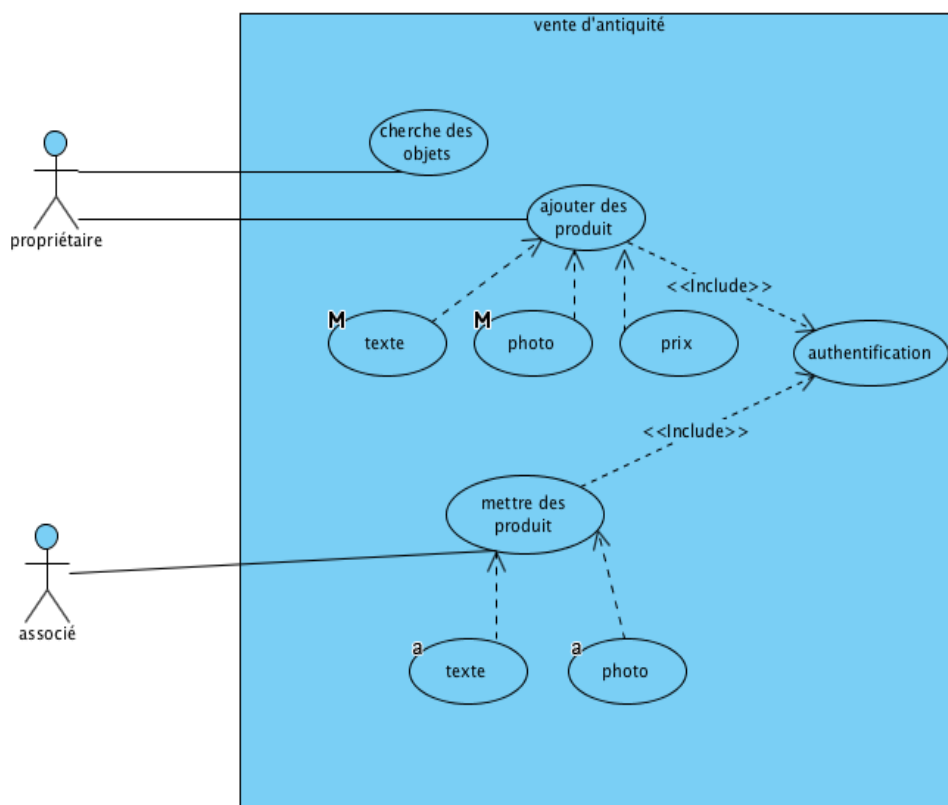 vente d'antiquité
cherche des
objets
propriétaire
ajouter des
produit
<<Include>>
M
texte
M
photo
prix
authentification
<<Include>>
mettre des
produit
associé
a
texte
a
photo